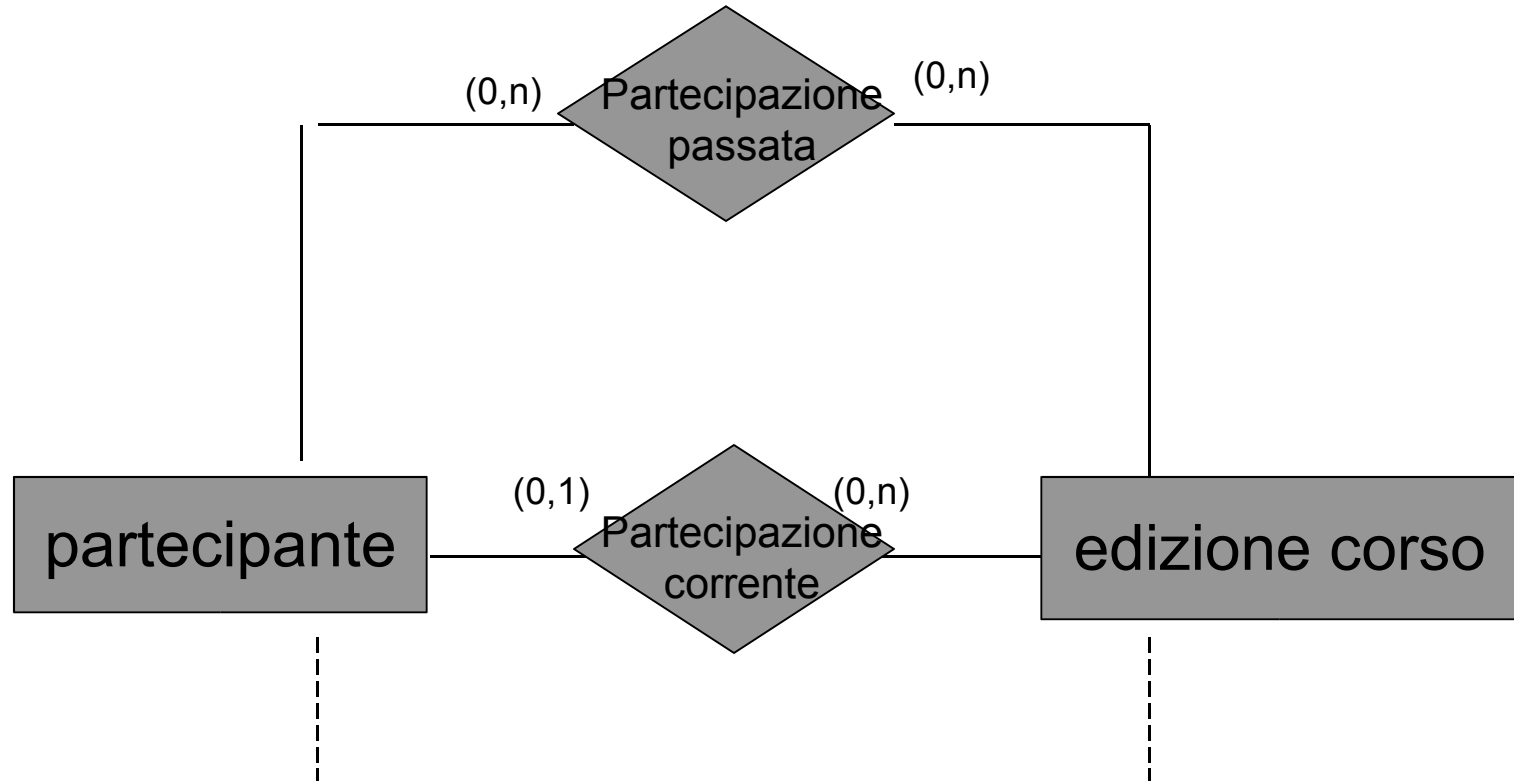 (0,n)
Partecipazione
passata
(0,n)
partecipante
(0,1)
Partecipazione
corrente
(0,n)
edizione corso